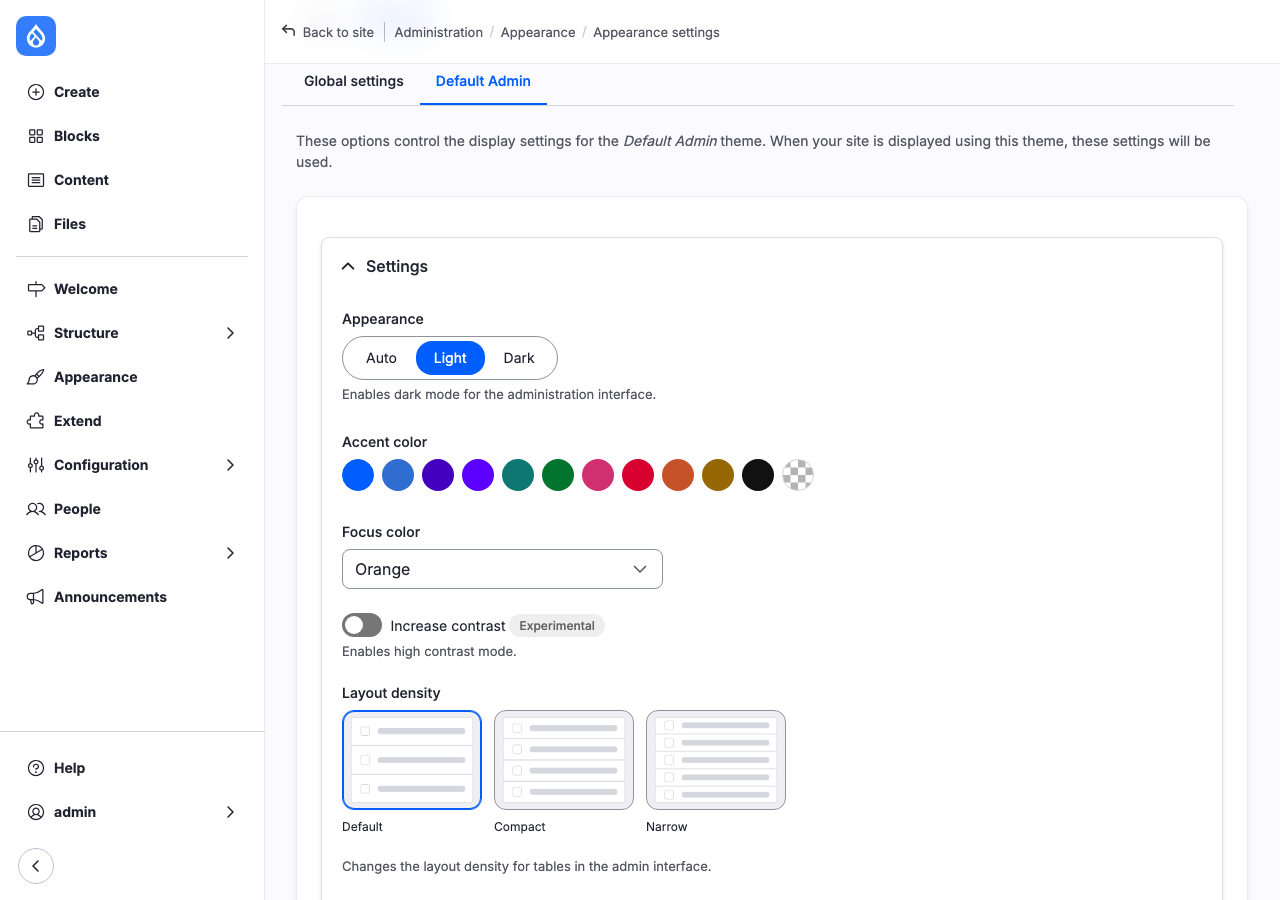 Create
Blocks
Content
Files
Welcome
Structure
Appearance
Extend
Configuration
People
Reports
Announcements
Help
admin
Back to site
Administration / Appearance / Appearance settings
Global settings
Default Admin
These options control the display settings for the Default Admin theme. When your site is displayed using this theme, these settings will be
used.
Settings
Appearance
Auto Light Dark
Enables dark mode for the administration interface.
Accent color
Focus color
Orange
Increase contrast Experimental
Enables high contrast mode.
Layout density
Default Compact Narrow
Changes the layout density for tables in the admin interface.